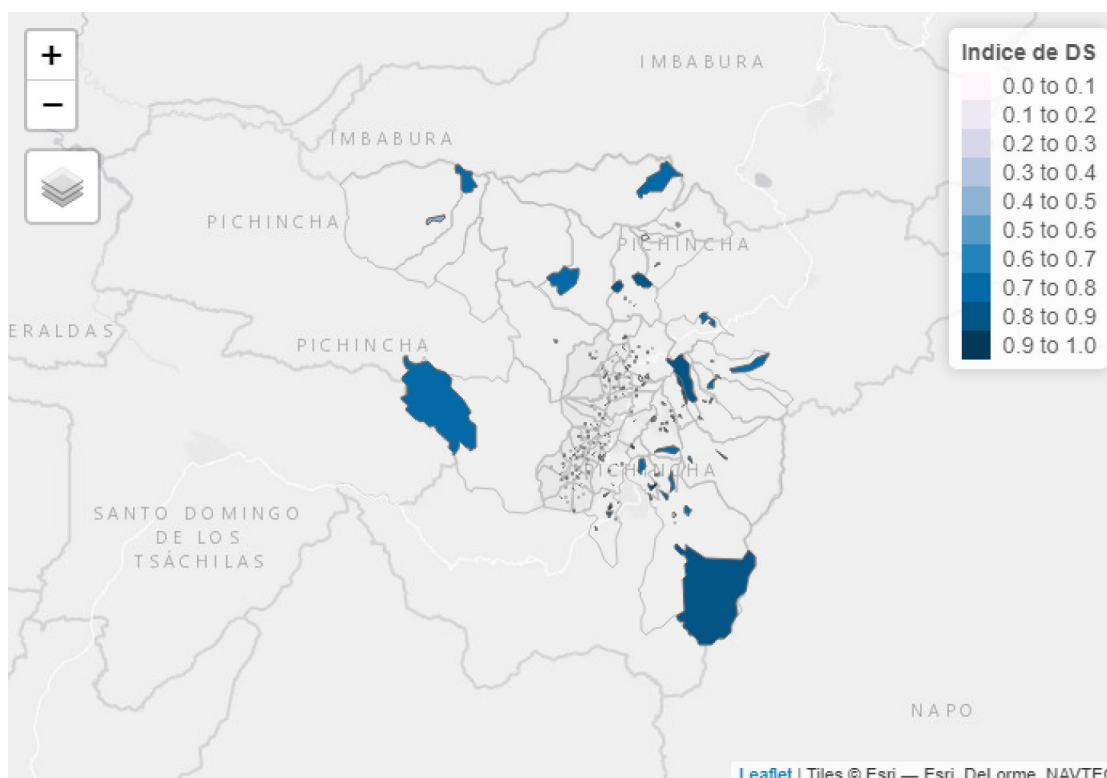 +
−
IMBABURA
IMBABURA
PICHINCHA
PICHINCHA
ERALDAS
PICHINCHA
PICHINCHA
SANTO DOMINGO
DE LOS
TSÁCHILAS
NAPO
Indice de DS
0.0 to 0.1
0.1 to 0.2
0.2 to 0.3
0.3 to 0.4
0.4 to 0.5
0.5 to 0.6
0.6 to 0.7
0.7 to 0.8
0.8 to 0.9
0.9 to 1.0
Leaflet | Tiles © Esri — Esri, DeLorme, NAVTEQ